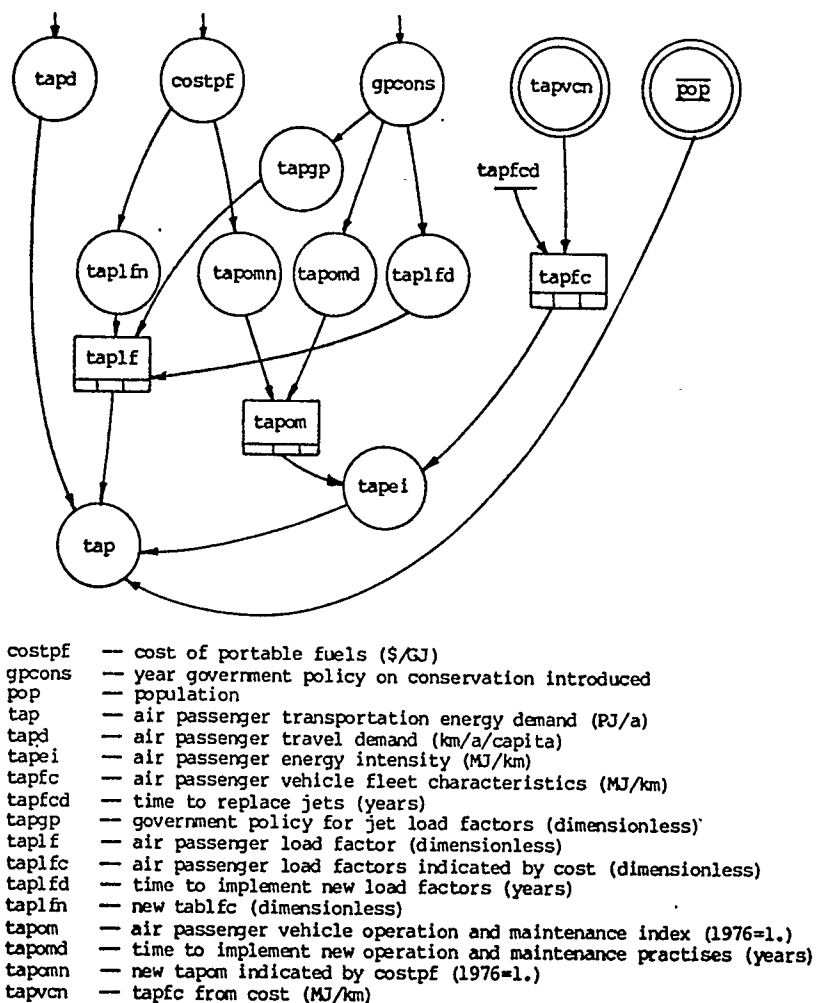 tapd
costpf
gpcons
tapvcn
pop
tapgp
tapfcd
taplfn
tapomn
tapomd
taplfd
tapfc
taplf
tapom
tapei
tap
costpf — cost of portable fuels ($/GJ)
gpcons — year government policy on conservation introduced
pop — population
tap — air passenger transportation energy demand (PJ/a)
tapd — air passenger travel demand (km/a/capita)
tapei — air passenger energy intensity (MJ/km)
tapfc — air passenger vehicle fleet characteristics (MJ/km)
tapfcd — time to replace jets (years)
tapgp — government policy for jet load factors (dimensionless)
taplf — air passenger load factor (dimensionless)
taplfc — air passenger load factors indicated by cost (dimensionless)
taplfd — time to implement new load factors (years)
taplfn — new tablfc (dimensionless)
tapom — air passenger vehicle operation and maintenance index (1976=1.)
tapomd — time to implement new operation and maintenance practises (years)
tapomn — new tapom indicated by costpf (1976=1.)
tapvcn — tapfc from cost (MJ/km)